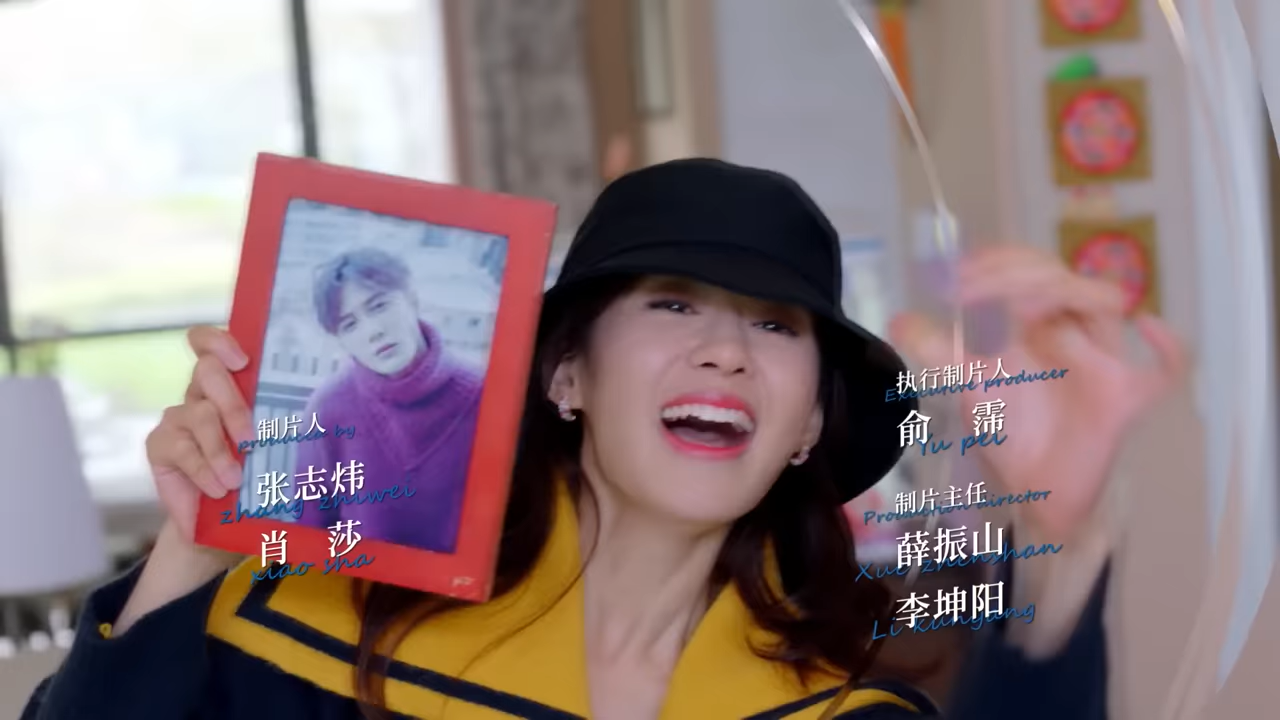 制片人
produced by
张志炜
zhang zhiwei
肖 莎
xiao sha
执行制片人
Executive producer
俞 霈
Yu pei
制片主任
Production director
薛振山
Xue zhenshan
李坤阳
Li kunyang